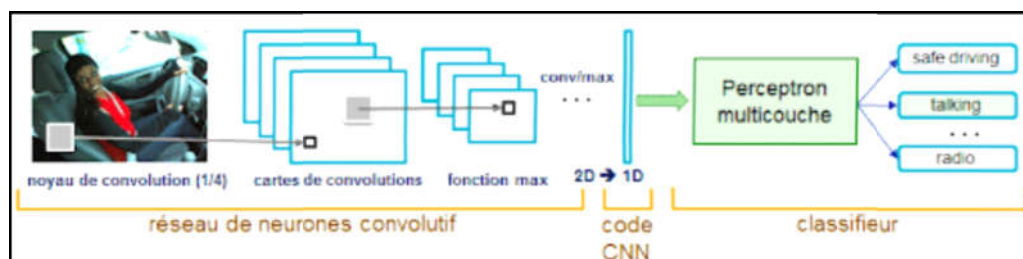 noyau de convolution (1/4)
cartes de convolutions
fonction max
conv/max
...
2D ➔ 1D
Perceptron
multicouche
safe driving
talking
...
radio
réseau de neurones convolutif
code
CNN
classifieur